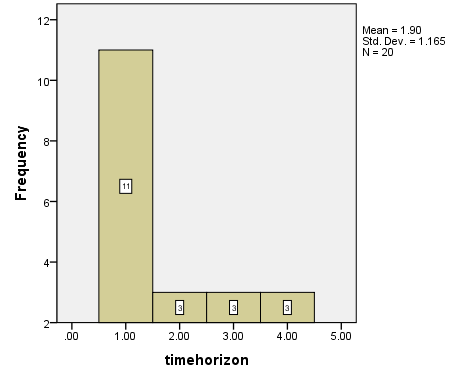 Mean = 1.90
Std. Dev. = 1.165
N = 20
Frequency
12
10
8
6
4
2
11
3
3
3
.00 1.00 2.00 3.00 4.00 5.00
timehorizon